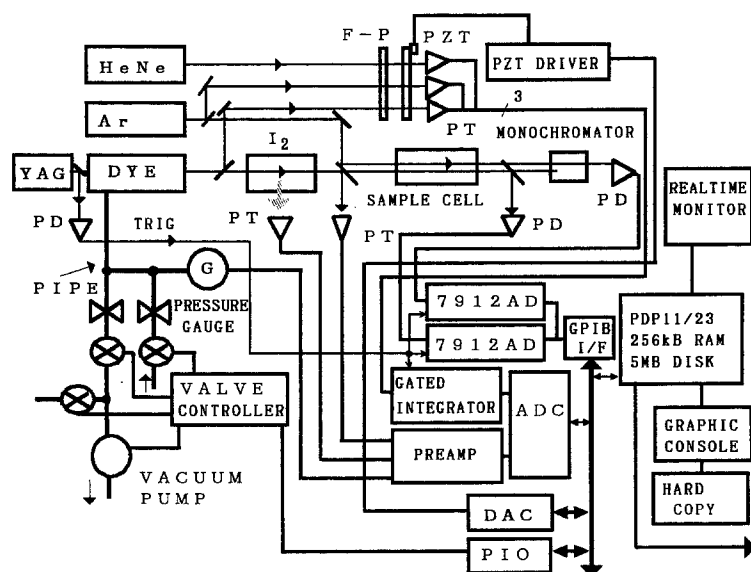 F-P
PZT
HeNe
PZT DRIVER
3
Ar
PT
MONOCHROMATOR
I2
YAG
DYE
SAMPLE CELL
REALTIME
MONITOR
PD
PD
TRIG
PT
PT
PD
PIPE
G
PRESSURE
GAUGE
7912AD
7912AD
GPIB
I/F
PDP11/23
256kB RAM
5MB DISK
VALVE
CONTROLLER
GATED
INTEGRATOR
ADC
GRAPHIC
CONSOLE
PREAMP
VACUUM
PUMP
HARD
COPY
DAC
PIO